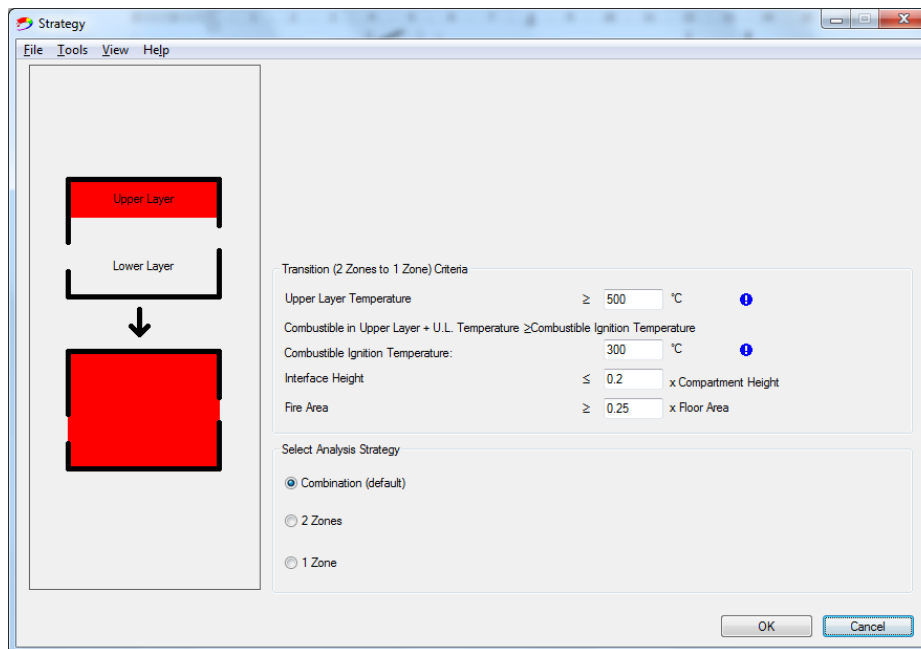 Strategy
File Tools View Help
Upper Layer
Lower Layer
Transition (2 Zones to 1 Zone) Criteria
Upper Layer Temperature ≥ 500 °C
Combustible in Upper Layer + U.L. Temperature ≥Combustible Ignition Temperature
Combustible Ignition Temperature: 300 °C
Interface Height ≤ 0.2 x Compartment Height
Fire Area ≥ 0.25 x Floor Area
Select Analysis Strategy
Combination (default)
2 Zones
1 Zone
OK Cancel